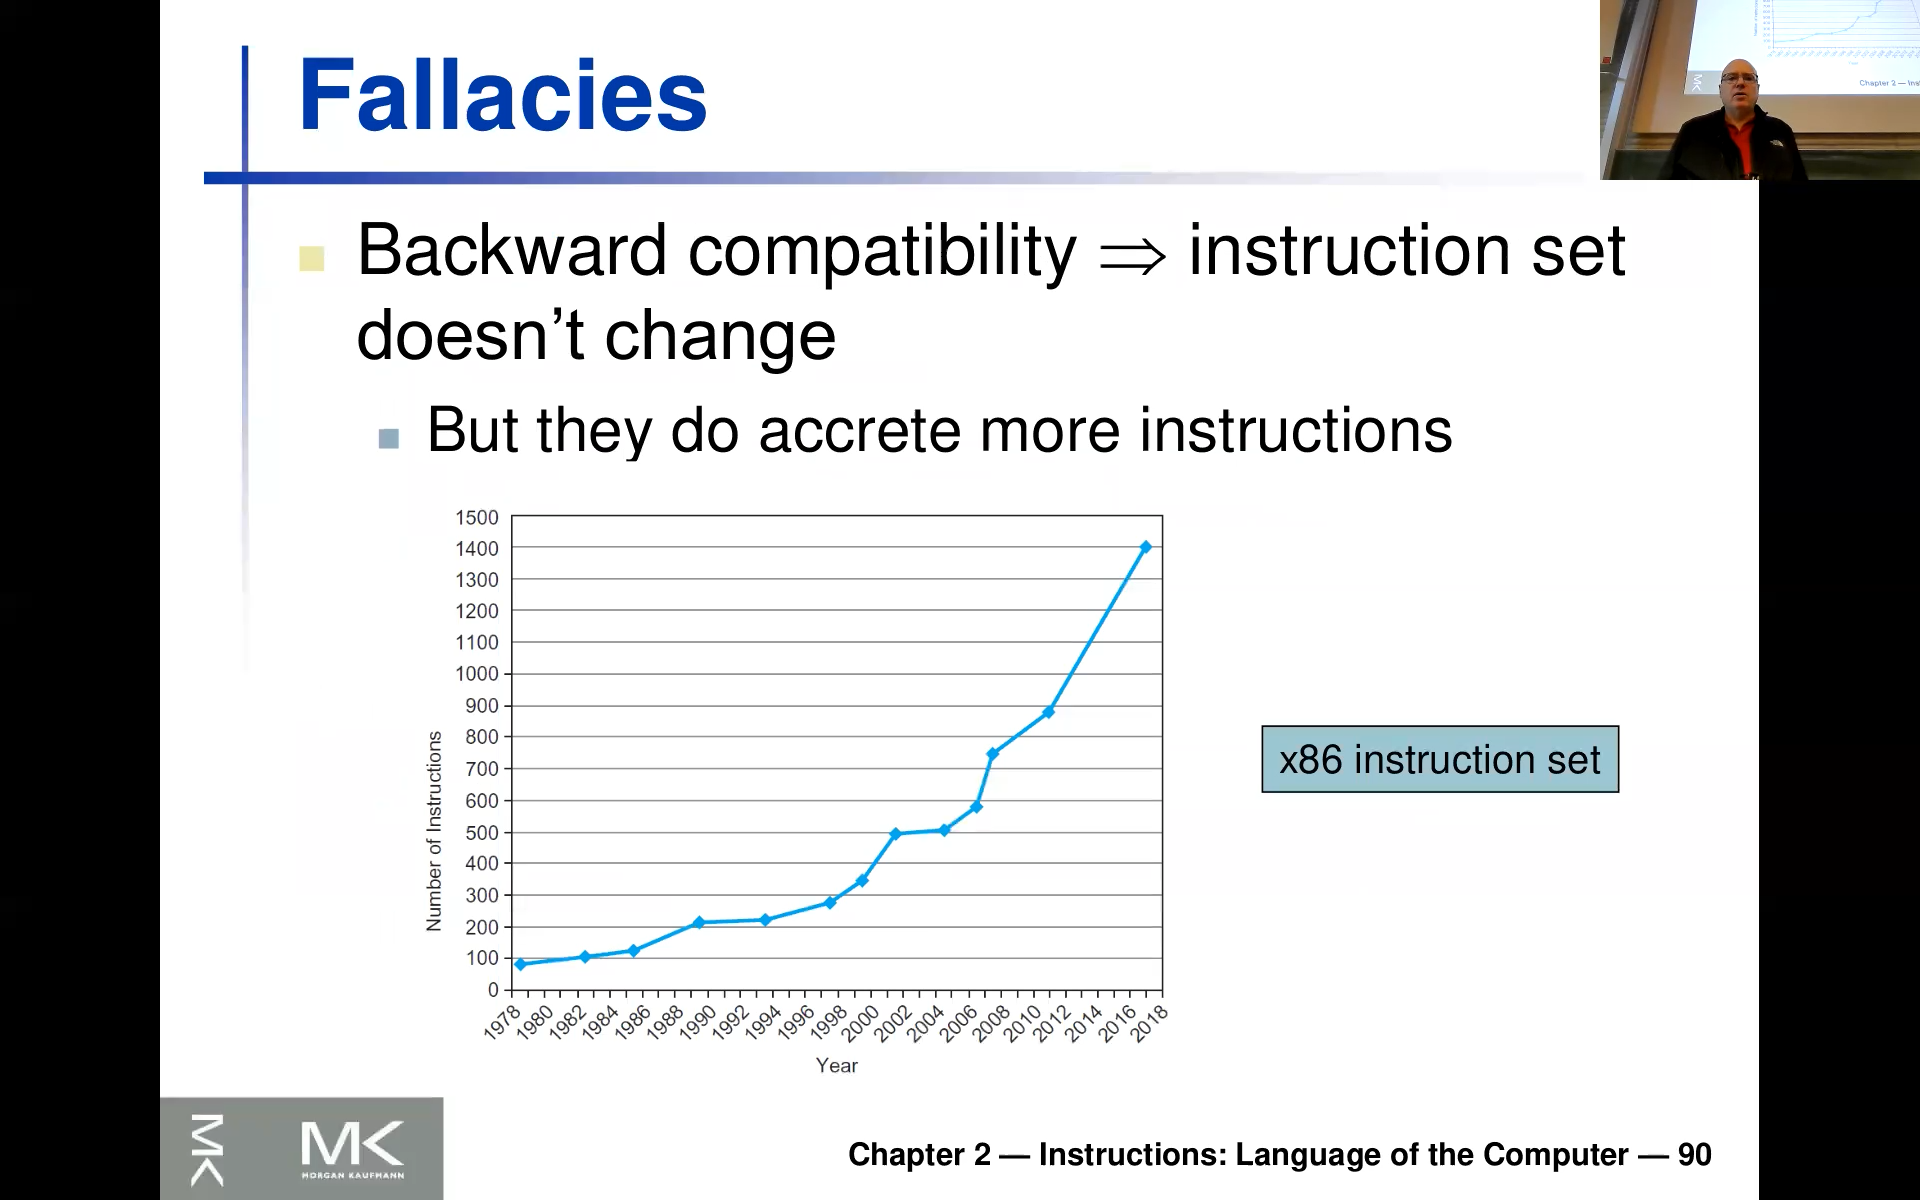 Fallacies
Backward compatibility ⇒ instruction set
doesn’t change
But they do accrete more instructions
1500
1400
1300
1200
1100
1000
900
800
700
600
500
400
300
200
100
0
Number of Instructions
1978 1980 1982 1984 1986 1988 1990 1992 1994 1996 1998 2000 2002 2004 2006 2008 2010 2012 2014 2016 2018
Year
x86 instruction set
MK
MK
MORGAN KAUFMANN
Chapter 2 — Instructions: Language of the Computer — 90
MK
Chapter 2 — Ins